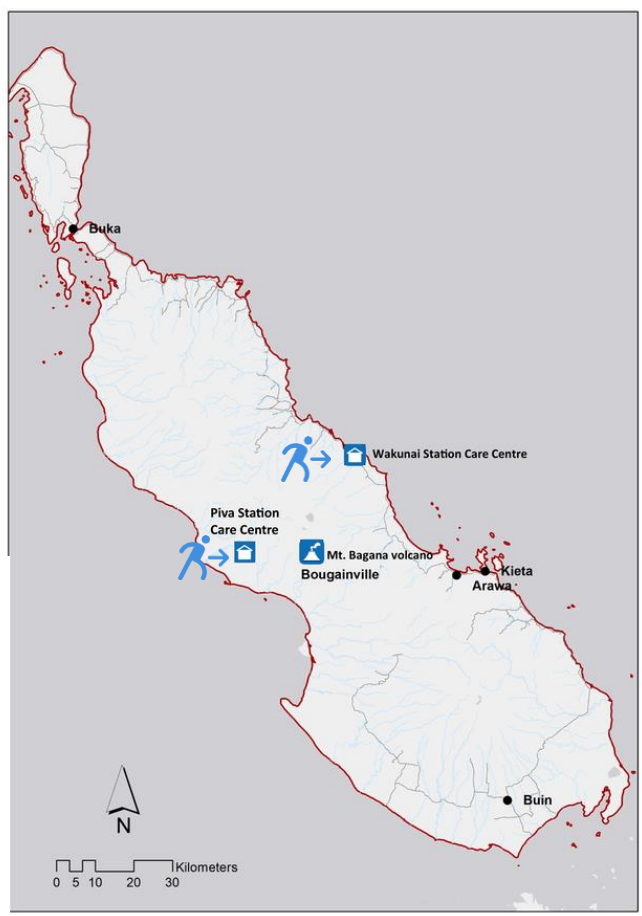 Buka
Wakunai Station Care Centre
Piva Station
Care Centre
Mt. Bagana volcano
Bougainville
Kieta
Arawa
Buin
N
Kilometers
0 5 10 20 30